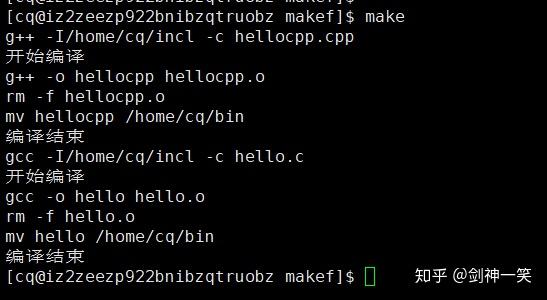 [cq@iz2zeezp922bnibzqtruobz makef]$
[cq@iz2zeezp922bnibzqtruobz makef]$ make
g++ -I/home/cq/incl -c hellocpp.cpp
开始编译
g++ -o hellocpp hellocpp.o
rm -f hellocpp.o
mv hellocpp /home/cq/bin
编译结束
gcc -I/home/cq/incl -c hello.c
开始编译
gcc -o hello hello.o
rm -f hello.o
mv hello /home/cq/bin
编译结束
[cq@iz2zeezp922bnibzqtruobz makef]$
知乎 @剑神一笑